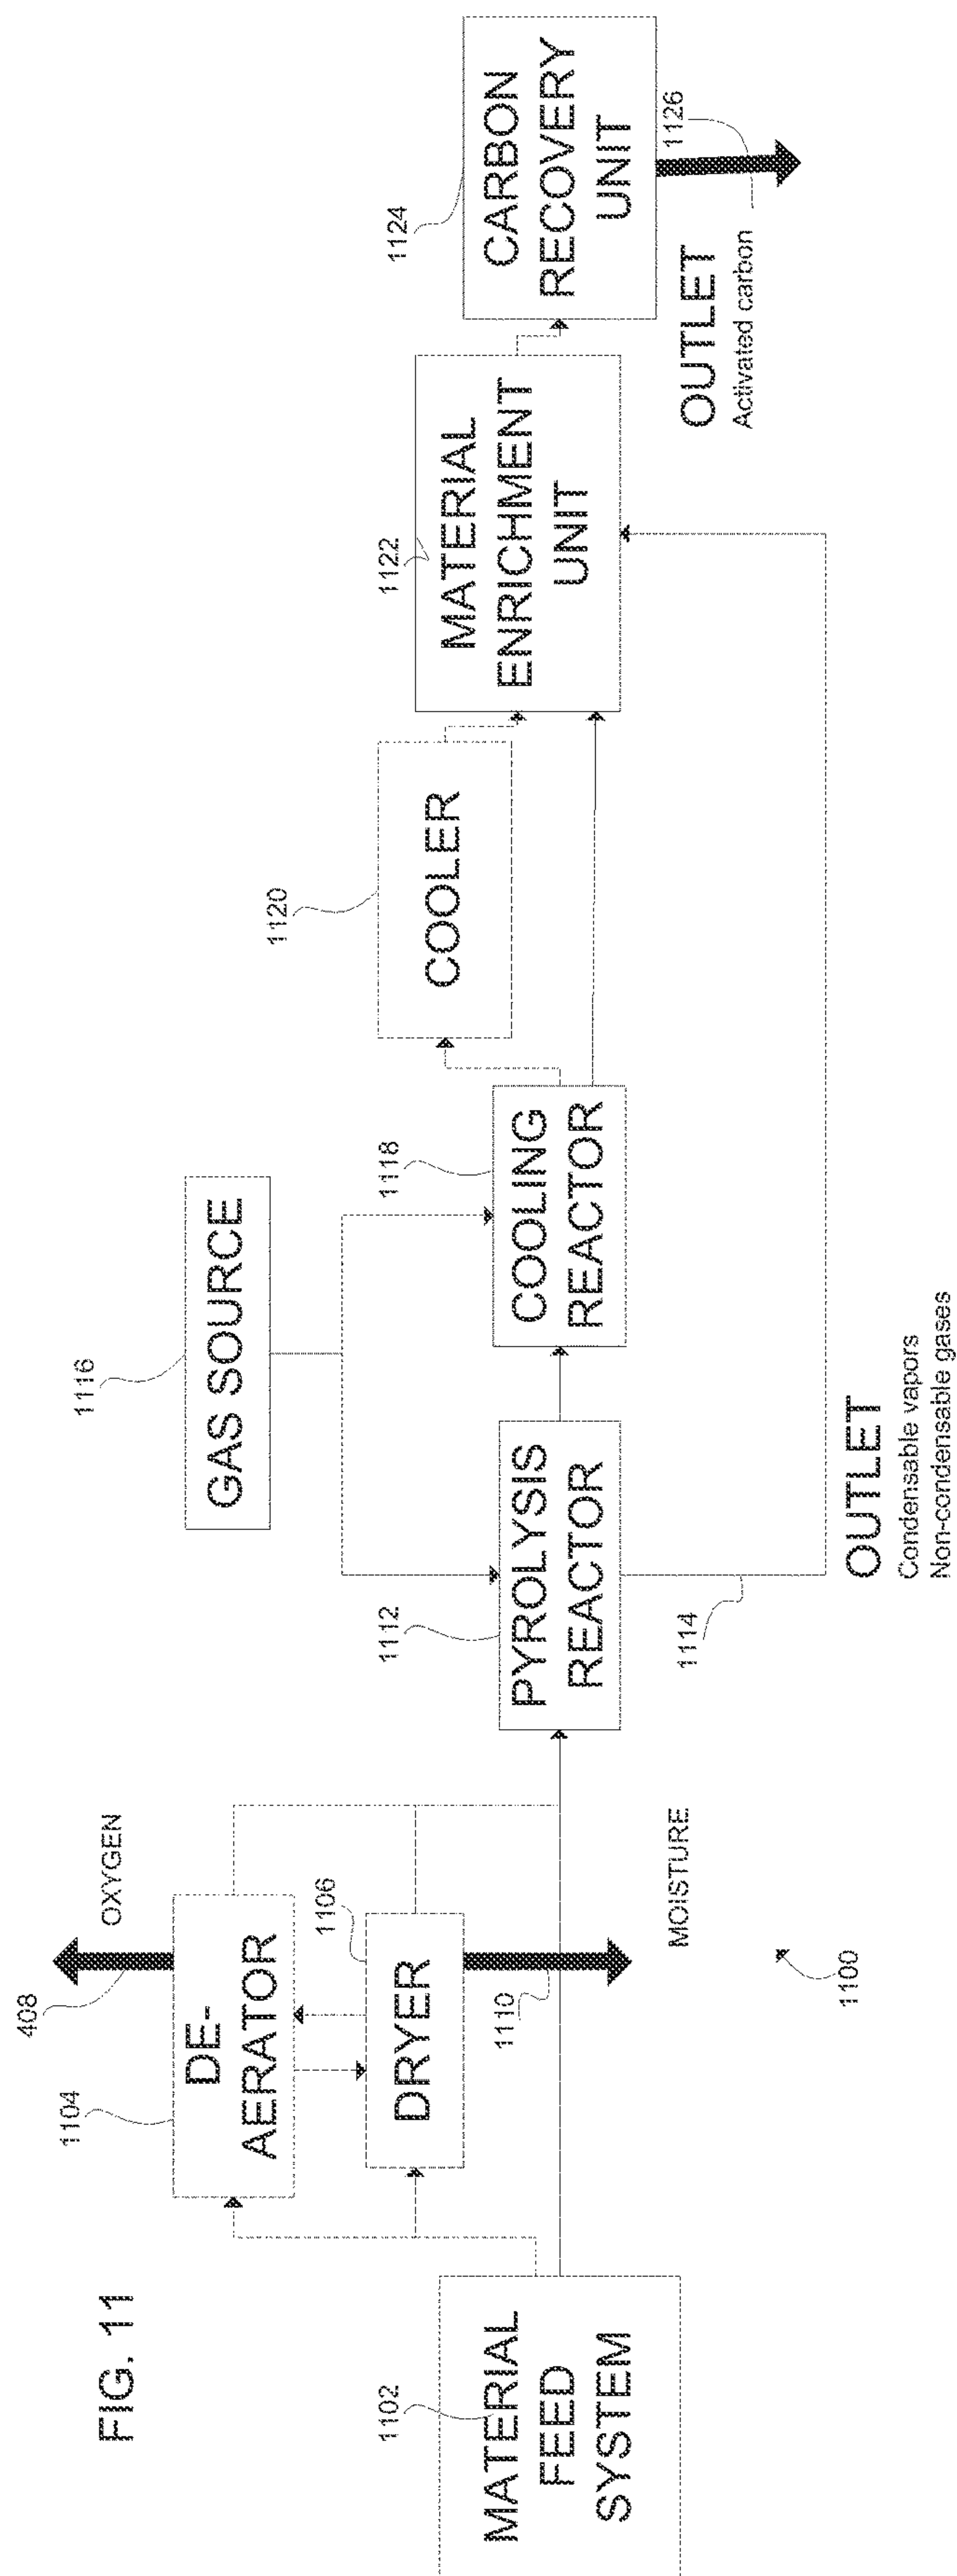 FIG. 11
408
OXYGEN
1104
DE-
AERATOR
1106
DRYER
1110
MOISTURE
1102
MATERIAL
FEED
SYSTEM
1100
1116
GAS SOURCE
1112
PYROLYSIS
REACTOR
1114
OUTLET
Condensable vapors
Non-condensable gases
1118
COOLING
REACTOR
1120
COOLER
1122
MATERIAL
ENRICHMENT
UNIT
1124
CARBON
RECOVERY
UNIT
1126
OUTLET
Activated carbon